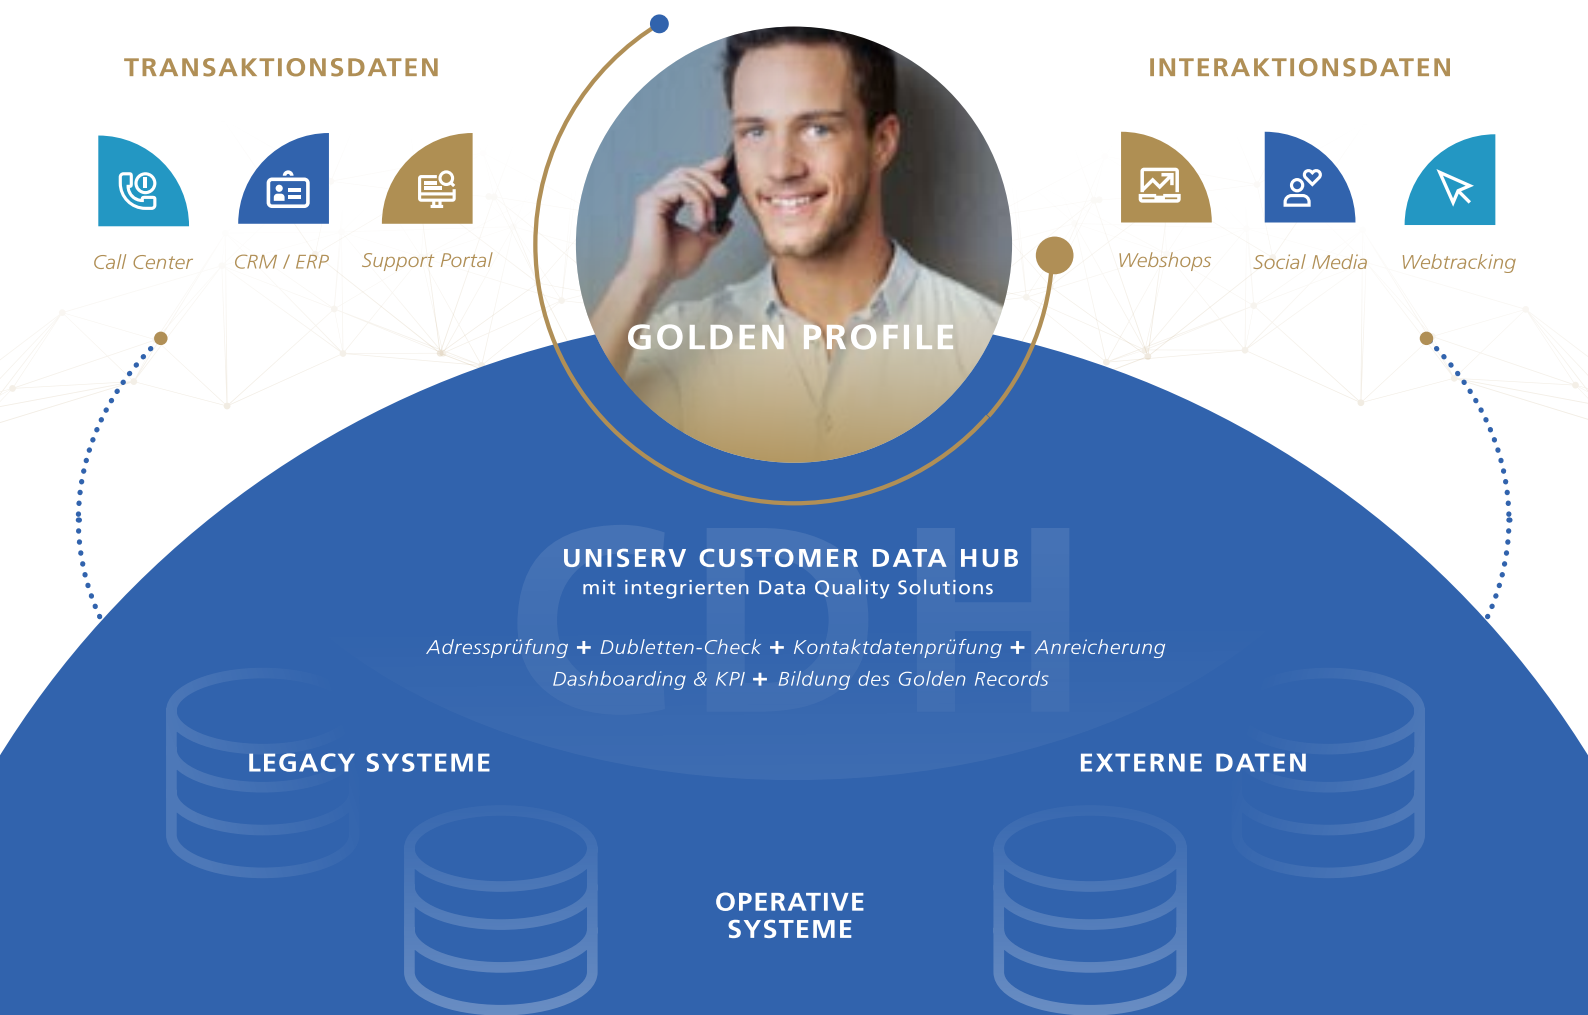 TRANSAKTIONSDATEN
INTERAKTIONSDATEN
Call Center
CRM / ERP
Support Portal
Webshops
Social Media
Webtracking
GOLDEN PROFILE
CDH
UNISERV CUSTOMER DATA HUB
mit integrierten Data Quality Solutions
Adressprüfung + Dubletten-Check + Kontaktdatenprüfung + Anreicherung
Dashboarding & KPI + Bildung des Golden Records
LEGACY SYSTEME
EXTERNE DATEN
OPERATIVE
SYSTEME